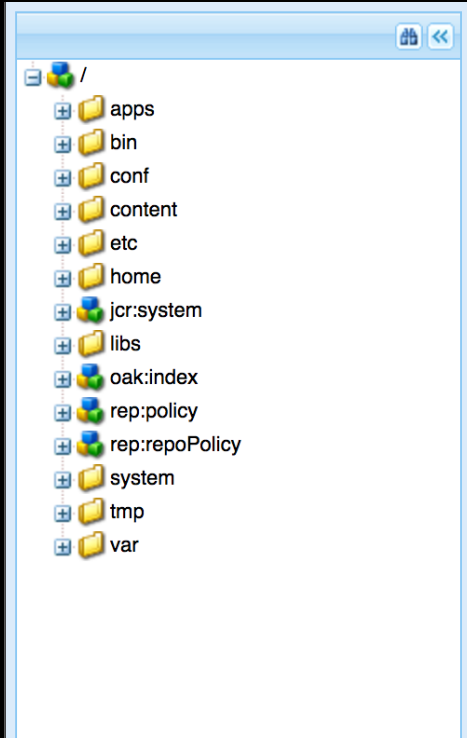 /
apps
bin
conf
content
etc
home
jcr:system
libs
oak:index
rep:policy
rep:repoPolicy
system
tmp
var